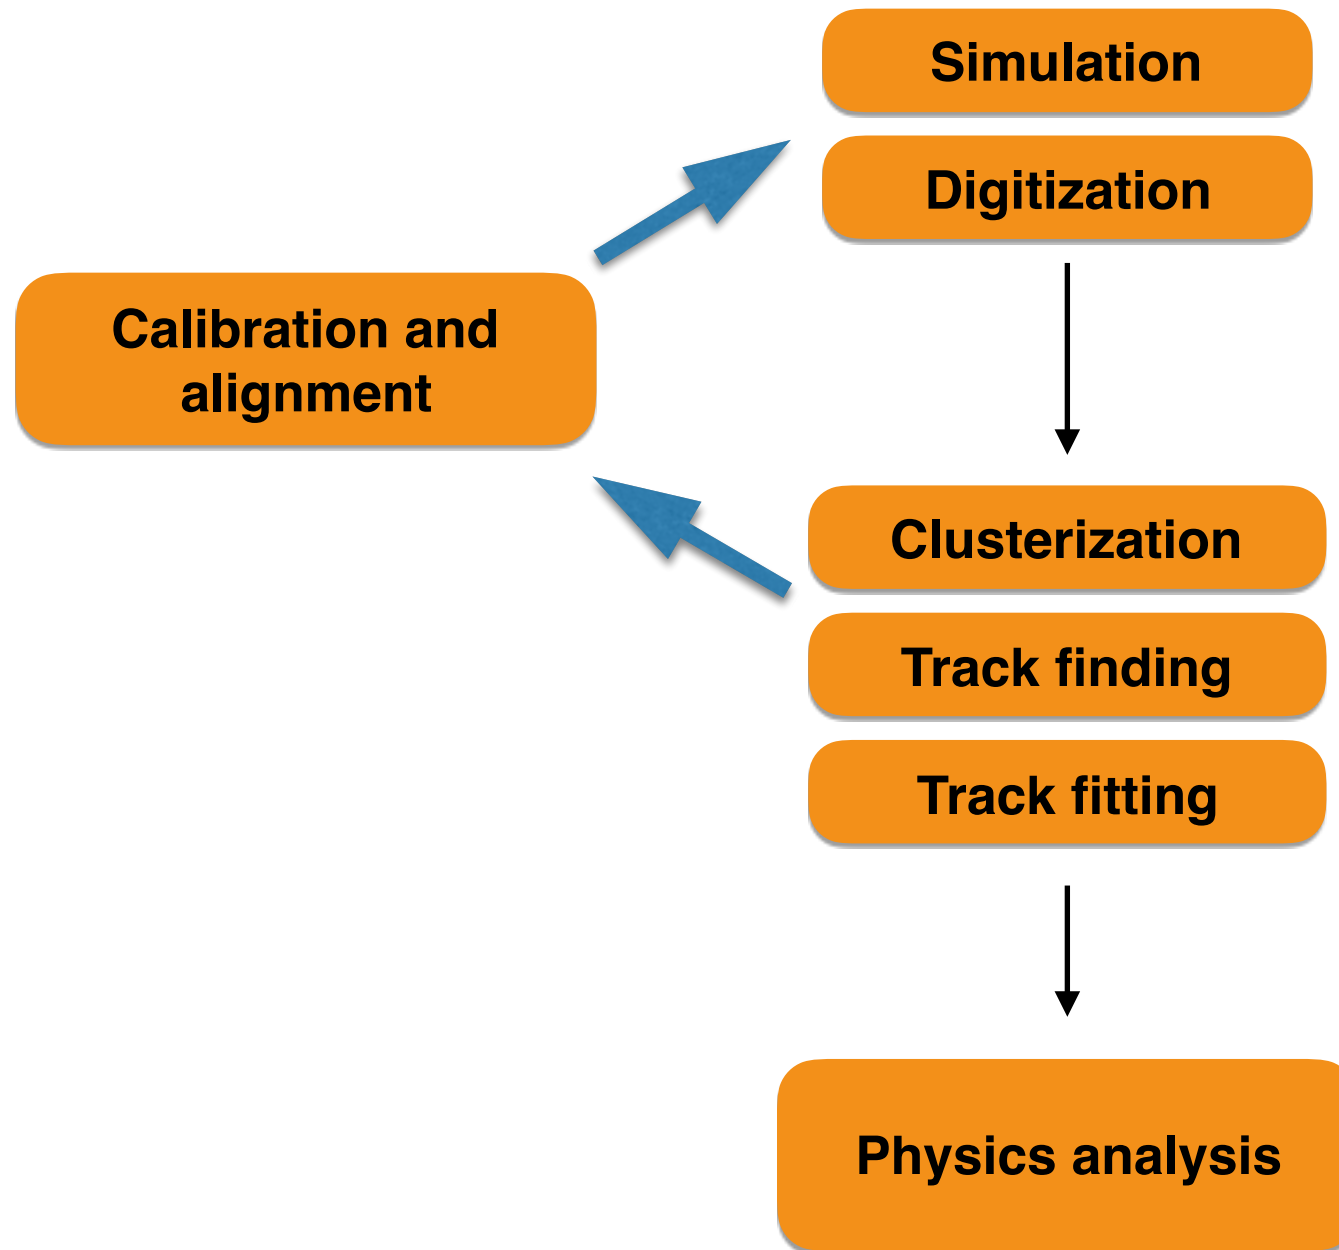 Simulation
Digitization
Calibration and
alignment
Clusterization
Track finding
Track fitting
Physics analysis